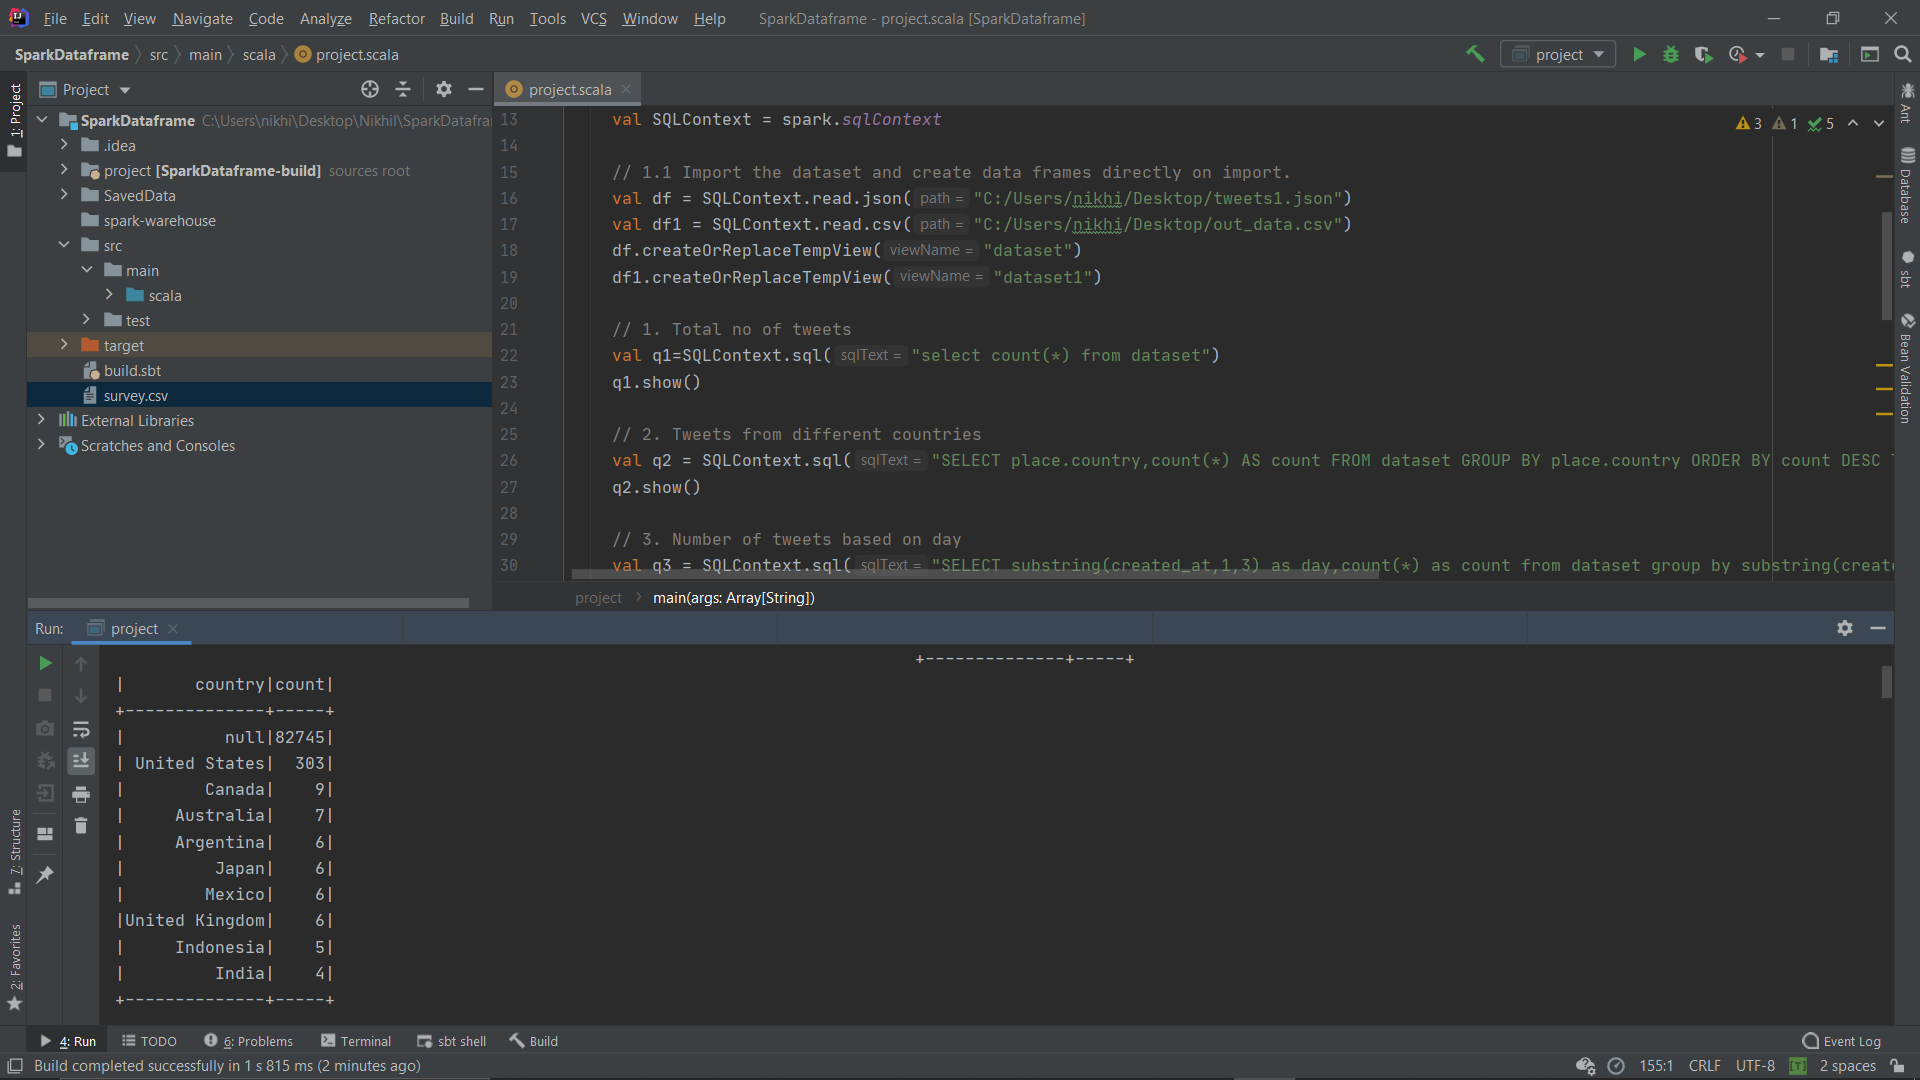 File Edit View Navigate Code Analyze Refactor Build Run Tools VCS Window Help SparkDataframe - project.scala [SparkDataframe]
SparkDataframe src main scala project.scala project
1: Project
Project
SparkDataframe C:\Users\nikhi\Desktop\Nikhil\SparkDatafra
.idea
project [SparkDataframe-build] sources root
SavedData
spark-warehouse
src
main
scala
test
target
build.sbt
survey.csv
External Libraries
Scratches and Consoles
project.scala
3 1 5
13 val SQLContext = spark.sqlContext
14
15 // 1.1 Import the dataset and create data frames directly on import.
16 val df = SQLContext.read.json( path = "C:/Users/nikhi/Desktop/tweets1.json")
17 val df1 = SQLContext.read.csv( path = "C:/Users/nikhi/Desktop/out_data.csv")
18 df.createOrReplaceTempView( viewName = "dataset")
19 df1.createOrReplaceTempView( viewName = "dataset1")
20
21 // 1. Total no of tweets
22 val q1=SQLContext.sql( sqlText = "select count(*) from dataset")
23 q1.show()
24
25 // 2. Tweets from different countries
26 val q2 = SQLContext.sql( sqlText = "SELECT place.country,count(*) AS count FROM dataset GROUP BY place.country ORDER BY count DESC
27 q2.show()
28
29 // 3. Number of tweets based on day
30 val q3 = SQLContext.sql( sqlText = "SELECT substring(created_at,1,3) as day,count(*) as count from dataset group by substring(creat
project main(args: Array[String])
Ant
Database
sbt
Bean Validation
Run: project
+--------------+-----+
| country|count|
+--------------+-----+
| null|82745|
| United States| 303|
| Canada| 9|
| Australia| 7|
| Argentina| 6|
| Japan| 6|
| Mexico| 6|
|United Kingdom| 6|
| Indonesia| 5|
| India| 4|
+--------------+-----+
7: Structure
2: Favorites
4: Run TODO 6: Problems Terminal sbt shell Build Event Log
Build completed successfully in 1 s 815 ms (2 minutes ago) 155:1 CRLF UTF-8 [T] 2 spaces